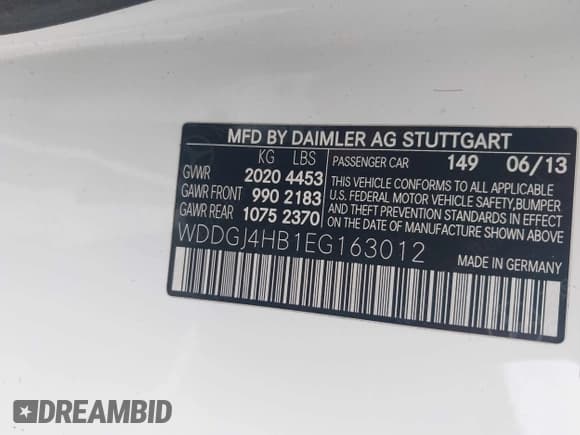 MFD BY DAIMLER AG STUTTGART
KG LBS
GVWR 2020 4453
GAWR FRONT 990 2183
GAWR REAR 1075 2370
PASSENGER CAR 149 06/13
THIS VEHICLE CONFORMS TO ALL APPLICABLE
U.S. FEDERAL MOTOR VEHICLE SAFETY,BUMPER
AND THEFT PREVENTION STANDARDS IN
EFFECT ON THE DATE OF MANUFACTURE SHOWN ABOVE
WDDGJ4HB1EG163012
MADE IN GERMANY
DREAMBID